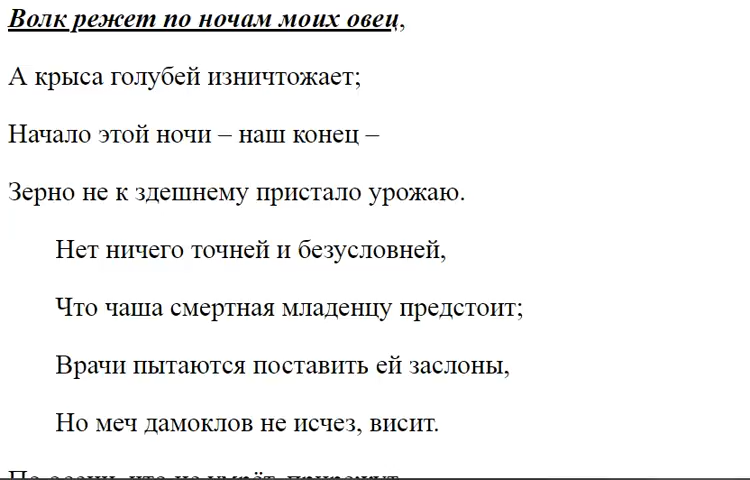 Волк режет по ночам моих овец,
А крыса голубей изничтожает;
Начало этой ночи – наш конец –
Зерно не к здешнему пристало урожаю.
Нет ничего точней и безусловней,
Что чаша смертная младенцу предстоит;
Врачи пытаются поставить ей заслоны,
Но меч дамоклов не исчез, висит.